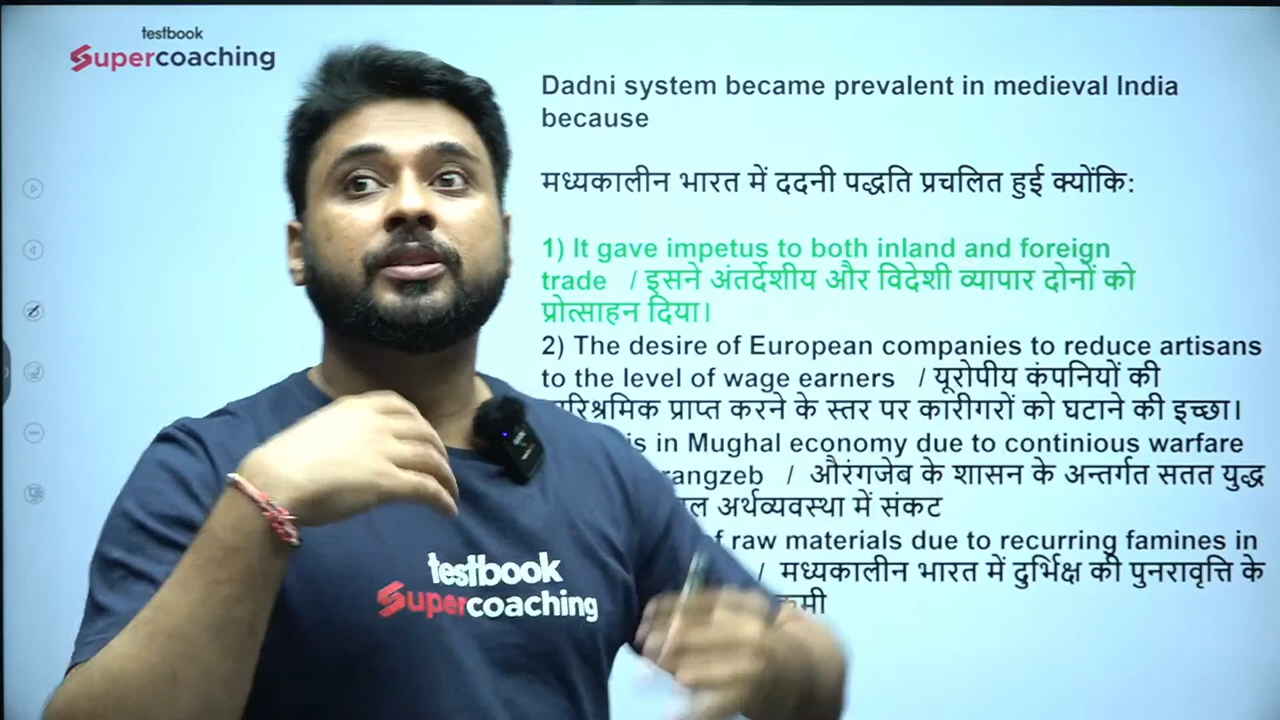 testbook
Supercoaching
Dadni system became prevalent in medieval India
because
मध्यकालीन भारत में ददनी पद्धति प्रचलित हुई क्योंकि:
1) It gave impetus to both inland and foreign
trade / इसने अंतर्देशीय और विदेशी व्यापार दोनों को
प्रोत्साहन दिया।
2) The desire of European companies to reduce artisans
to the level of wage earners / यूरोपीय कंपनियों की
प्राप्त करने के स्तर पर कारीगरों को घटाने की इच्छा।
in Mughal economy due to continious warfare
/ औरंगजेब के शासन के अन्तर्गत सतत युद्ध
अर्थव्यवस्था में संकट
raw materials due to recurring famines in
/ मध्यकालीन भारत में दुर्भिक्ष की पुनरावृत्ति के
testbook
Supercoaching